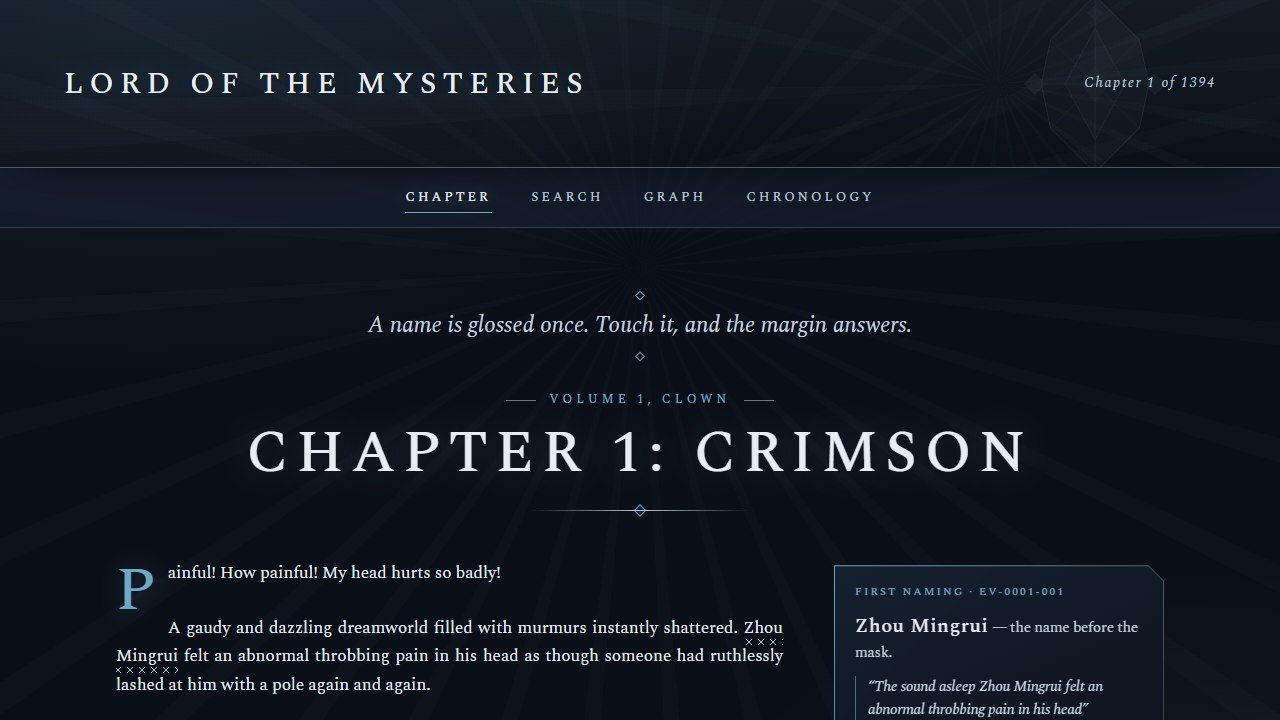 LORD OF THE MYSTERIES
Chapter 1 of 1394
CHAPTER SEARCH GRAPH CHRONOLOGY
A name is glossed once. Touch it, and the margin answers.
VOLUME 1, CLOWN
CHAPTER 1: CRIMSON
Painful! How painful! My head hurts so badly!
A gaudy and dazzling dreamworld filled with murmurs instantly shattered. Zhou
Mingrui felt an abnormal throbbing pain in his head as though someone had ruthlessly
lashed at him with a pole again and again.
FIRST NAMING · EV-0001-001
Zhou Mingrui — the name before the
mask.
“The sound asleep Zhou Mingrui felt an
abnormal throbbing pain in his head”